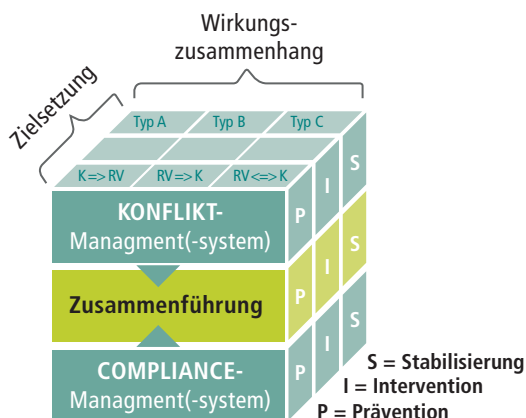 Wirkungs-
zusammenhang
Zielsetzung
Typ A Typ B Typ C
K=>RV RV=>K RV<=>K
KONFLIKT-
Managment(-system)
P I S
Zusammenführung
P I S
COMPLIANCE-
Managment(-system)
P I S
S = Stabilisierung
I = Intervention
P = Prävention